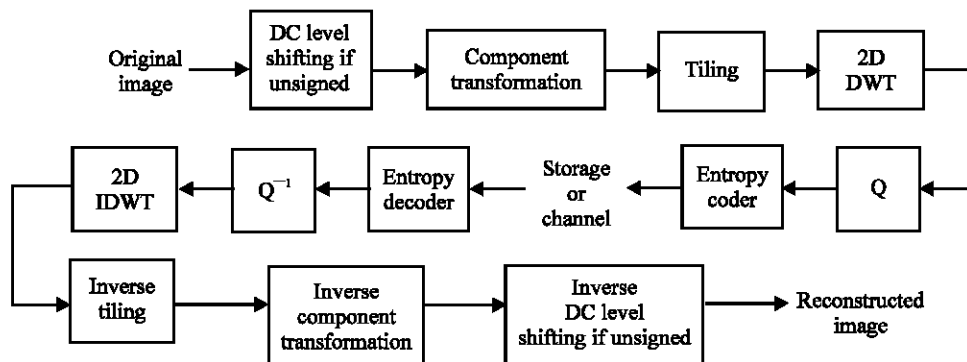 Original
image
DC level
shifting if
unsigned
Component
transformation
Tiling
2D
DWT
2D
IDWT
Q⁻¹
Entropy
decoder
Storage
or
channel
Entropy
coder
Q
Inverse
tiling
Inverse
component
transformation
Inverse
DC level
shifting if unsigned
Reconstructed
image